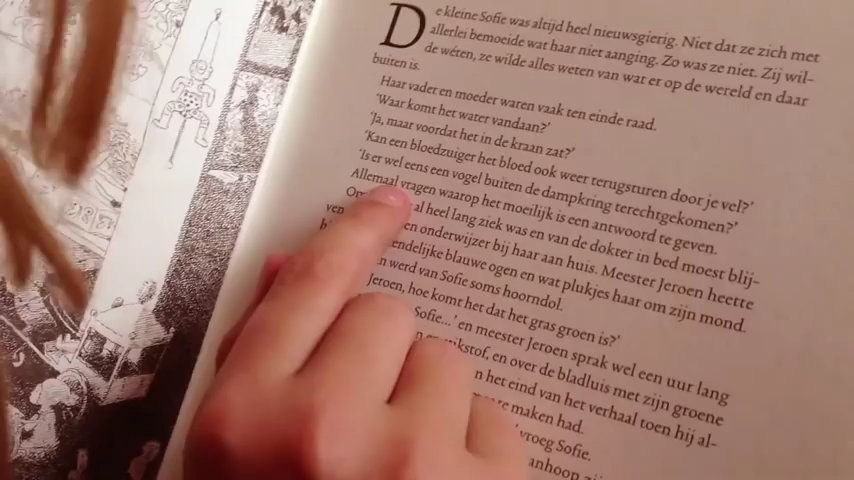 De kleine Sofie was altijd heel nieuwsgierig. Niet dat ze zich met
allerlei bemoeide wat haar niet aanging. Zo was ze niet. Zij wil-
de wéten, ze wilde alles weten van wat er op de wereld en daar
buiten is.
Haar vader en moeder waren vaak ten einde raad.
'Waar komt het water vandaan?'
'Ja, maar voordat het in de kraan zat?'
'Kan een bloedzuiger het bloed ook weer terugsturen door je vel?'
'Is er wel eens een vogel buiten de dampkring terechtgekomen?'
Allemaal vragen waarop het moeilijk is een antwoord te geven.
al heel lang ziek was en van de dokter in bed moest blij-
ven
en onderwijzer bij haar aan huis. Meester Jeroen heette
blauwe ogen en wat plukjes haar om zijn mond.
werd van Sofie soms hoorndol.
Jeroen, hoe komt het dat het gras groen is?'
Sofie...' en meester Jeroen sprak wel een uur lang
en over de bladluis met zijn groene
het eind van het verhaal toen hij al-
maken had.
vroeg Sofie.